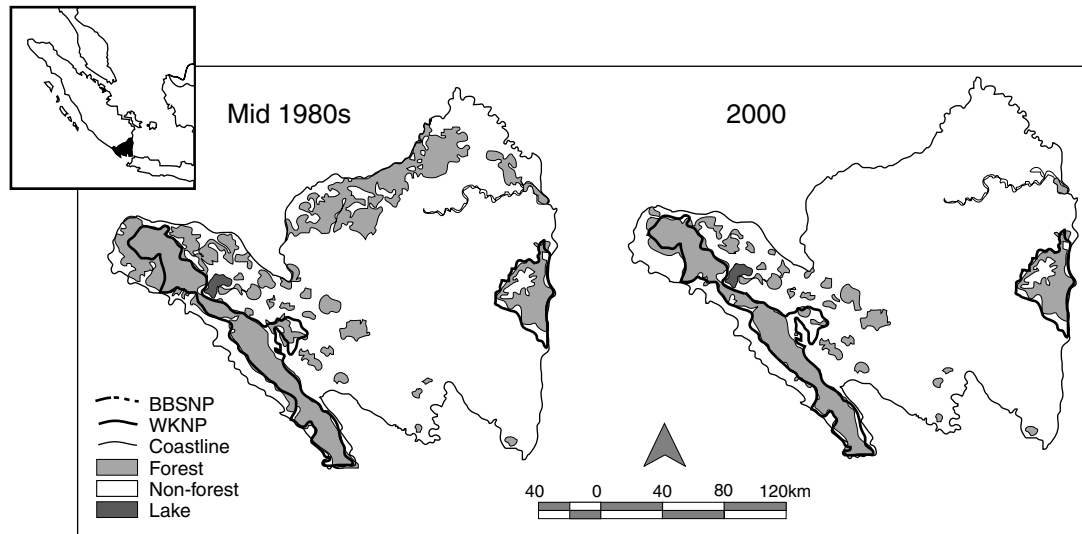 Mid 1980s
2000
BBSNP
WKNP
Coastline
Forest
Non-forest
Lake
40 0 40 80 120km